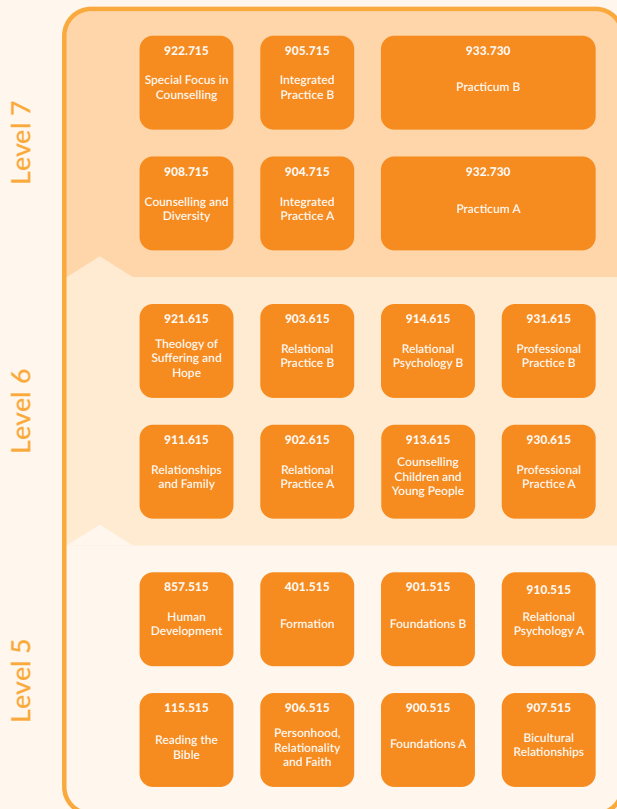 Level 7
922.715
Special Focus in
Counselling
905.715
Integrated
Practice B
933.730
Practicum B
908.715
Counselling and
Diversity
904.715
Integrated
Practice A
932.730
Practicum A
Level 6
921.615
Theology of
Suffering and
Hope
903.615
Relational
Practice B
914.615
Relational
Psychology B
931.615
Professional
Practice B
911.615
Relationships
and Family
902.615
Relational
Practice A
913.615
Counselling
Children and
Young People
930.615
Professional
Practice A
Level 5
857.515
Human
Development
401.515
Formation
901.515
Foundations B
910.515
Relational
Psychology A
115.515
Reading the
Bible
906.515
Personhood,
Relationality
and Faith
900.515
Foundations A
907.515
Bicultural
Relationships